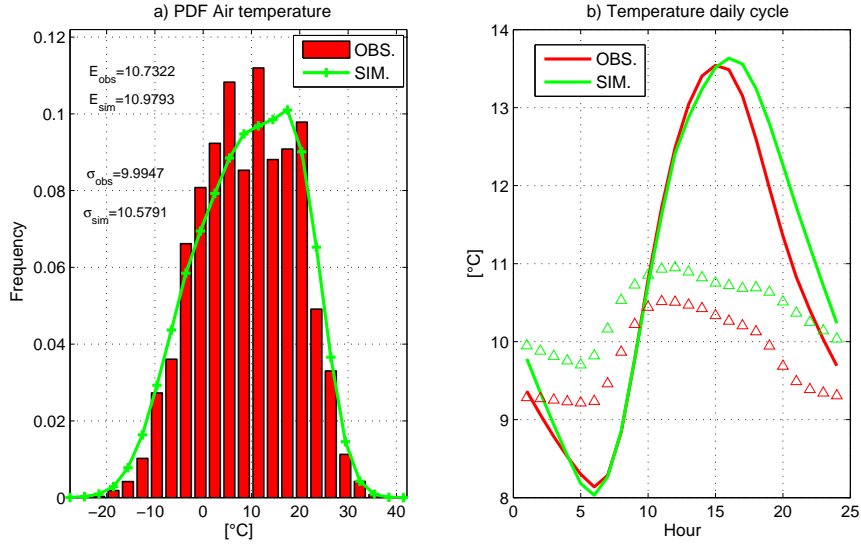 a) PDF Air temperature
0.12
0.1
0.08
0.06
0.04
0.02
0
Frequency
E_obs=10.7322
E_sim=10.9793
σ_obs=9.9947
σ_sim=10.5791
OBS.
SIM.
−20 −10 0 10 20 30 40
[°C]
b) Temperature daily cycle
14
13
12
11
10
9
8
[°C]
OBS.
SIM.
0 5 10 15 20 25
Hour